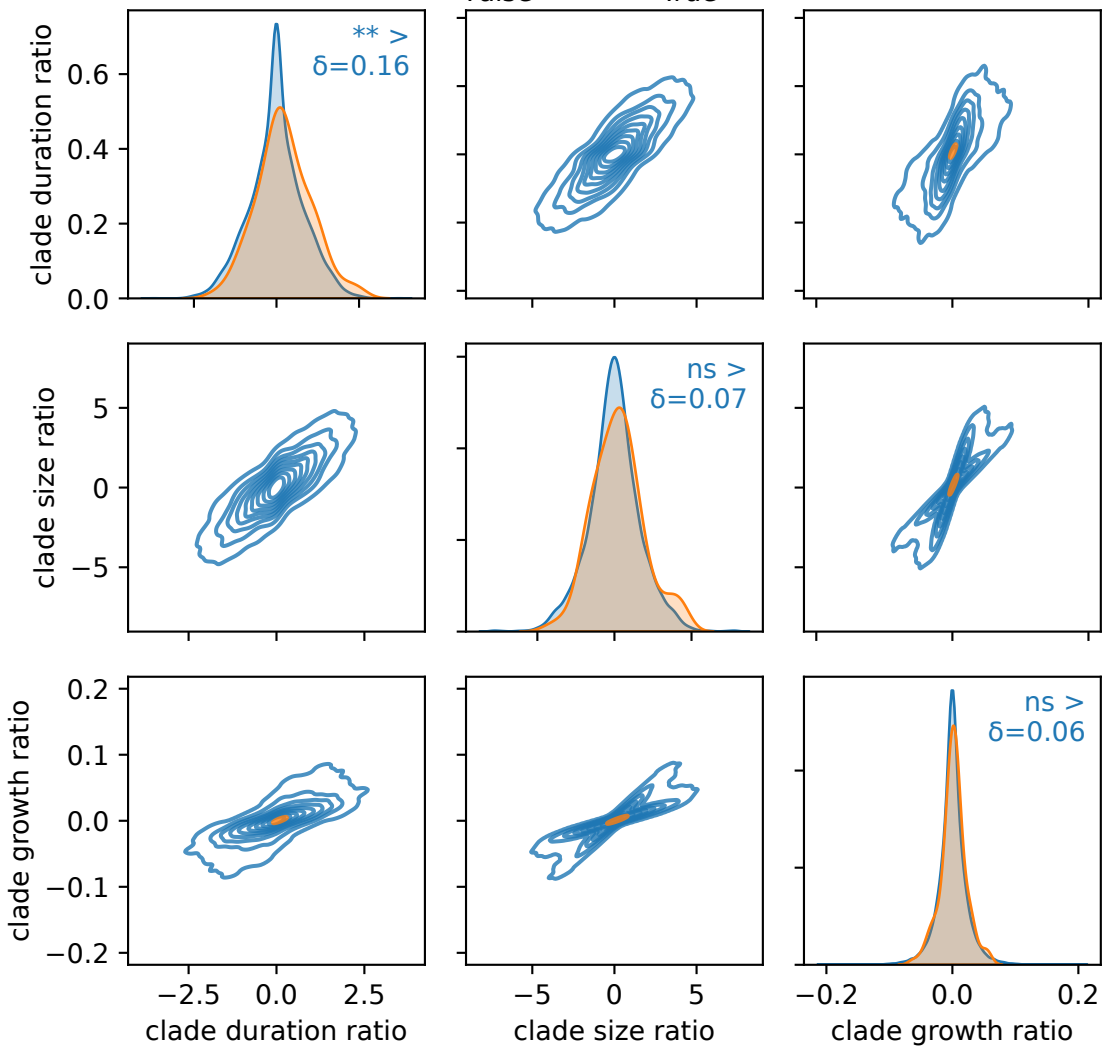 clade duration ratio
0.6
0.4
0.2
0.0
** >
δ=0.16
clade size ratio
5
0
−5
ns >
δ=0.07
clade growth ratio
0.2
0.1
0.0
−0.1
−0.2
ns >
δ=0.06
−2.5 0.0 2.5
−5 0 5
−0.2 0.0 0.2
clade duration ratio
clade size ratio
clade growth ratio